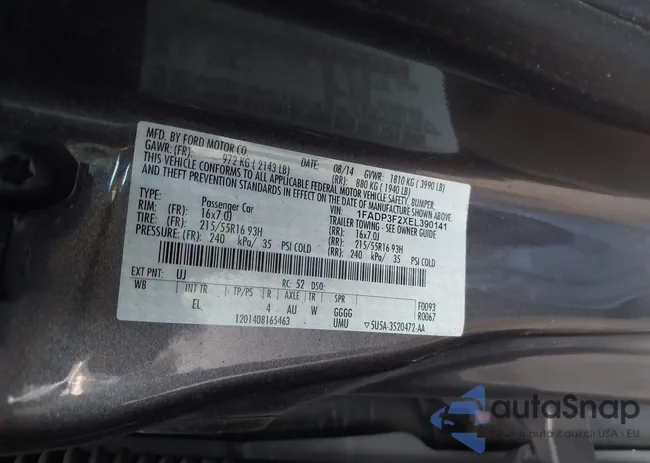 MFD. BY FORD MOTOR CO
DATE: 08/14 GVWR: 1810 KG ( 3990 LB)
GAWR: (FR): 972 KG ( 2143 LB) (RR): 880 KG ( 1940 LB)
THIS VEHICLE CONFORMS TO ALL APPLICABLE FEDERAL MOTOR VEHICLE SAFETY, BUMPER,
AND THEFT PREVENTION STANDARDS IN EFFECT ON THE DATE OF MANUFACTURE SHOWN ABOVE.
TYPE: Passenger Car 1FADP3F2XEL390141
TRAILER TOWING - SEE OWNER GUIDE
RIM: (FR): 16x7.0J (RR): 16x7.0J
TIRE: (FR): 215/55R16 93H (RR): 215/55R16 93H
PRESSURE: (FR): 240 kPa/ 35 PSI COLD (RR): 240 kPa/ 35 PSI COLD
EXT PNT: UJ RC: 52 DSO:
WB INT TR TP/PS R AXLE TR SPR F0093
EL 4 AU W GGGG R0067
1201408165463 UMU ▽SU5A-3520472-AA
autaSnap
aukcji USA i EU